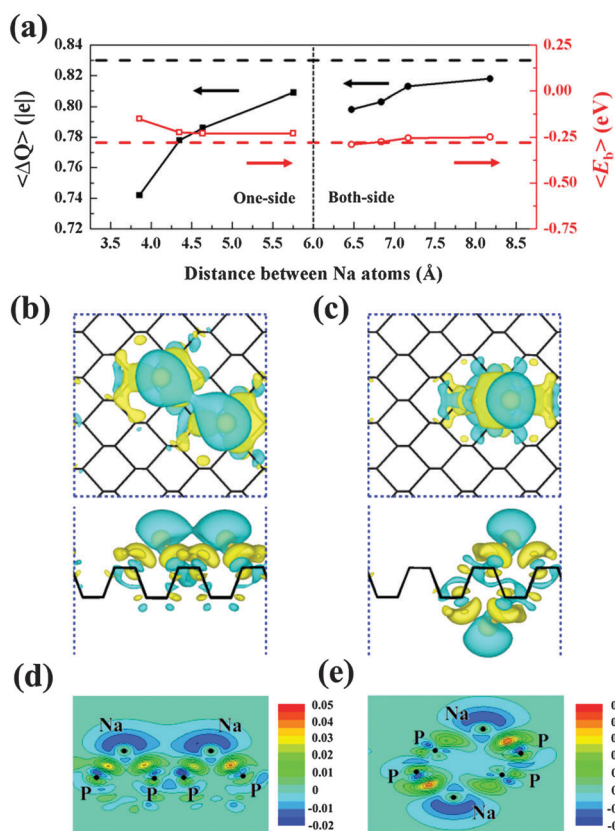 (a)
0.84
0.82
0.80
0.78
0.76
0.74
0.72
<ΔQ> (|e|)
0.25
0.00
-0.25
-0.50
-0.75
<E_b> (eV)
One-side
Both-side
3.5 4.0 4.5 5.0 5.5 6.0 6.5 7.0 7.5 8.0 8.5
Distance between Na atoms (Å)
(b)
(c)
(d)
Na Na
P P P P
0.05
0.04
0.03
0.02
0.01
0
-0.01
-0.02
(e)
Na
P P
P P
Na